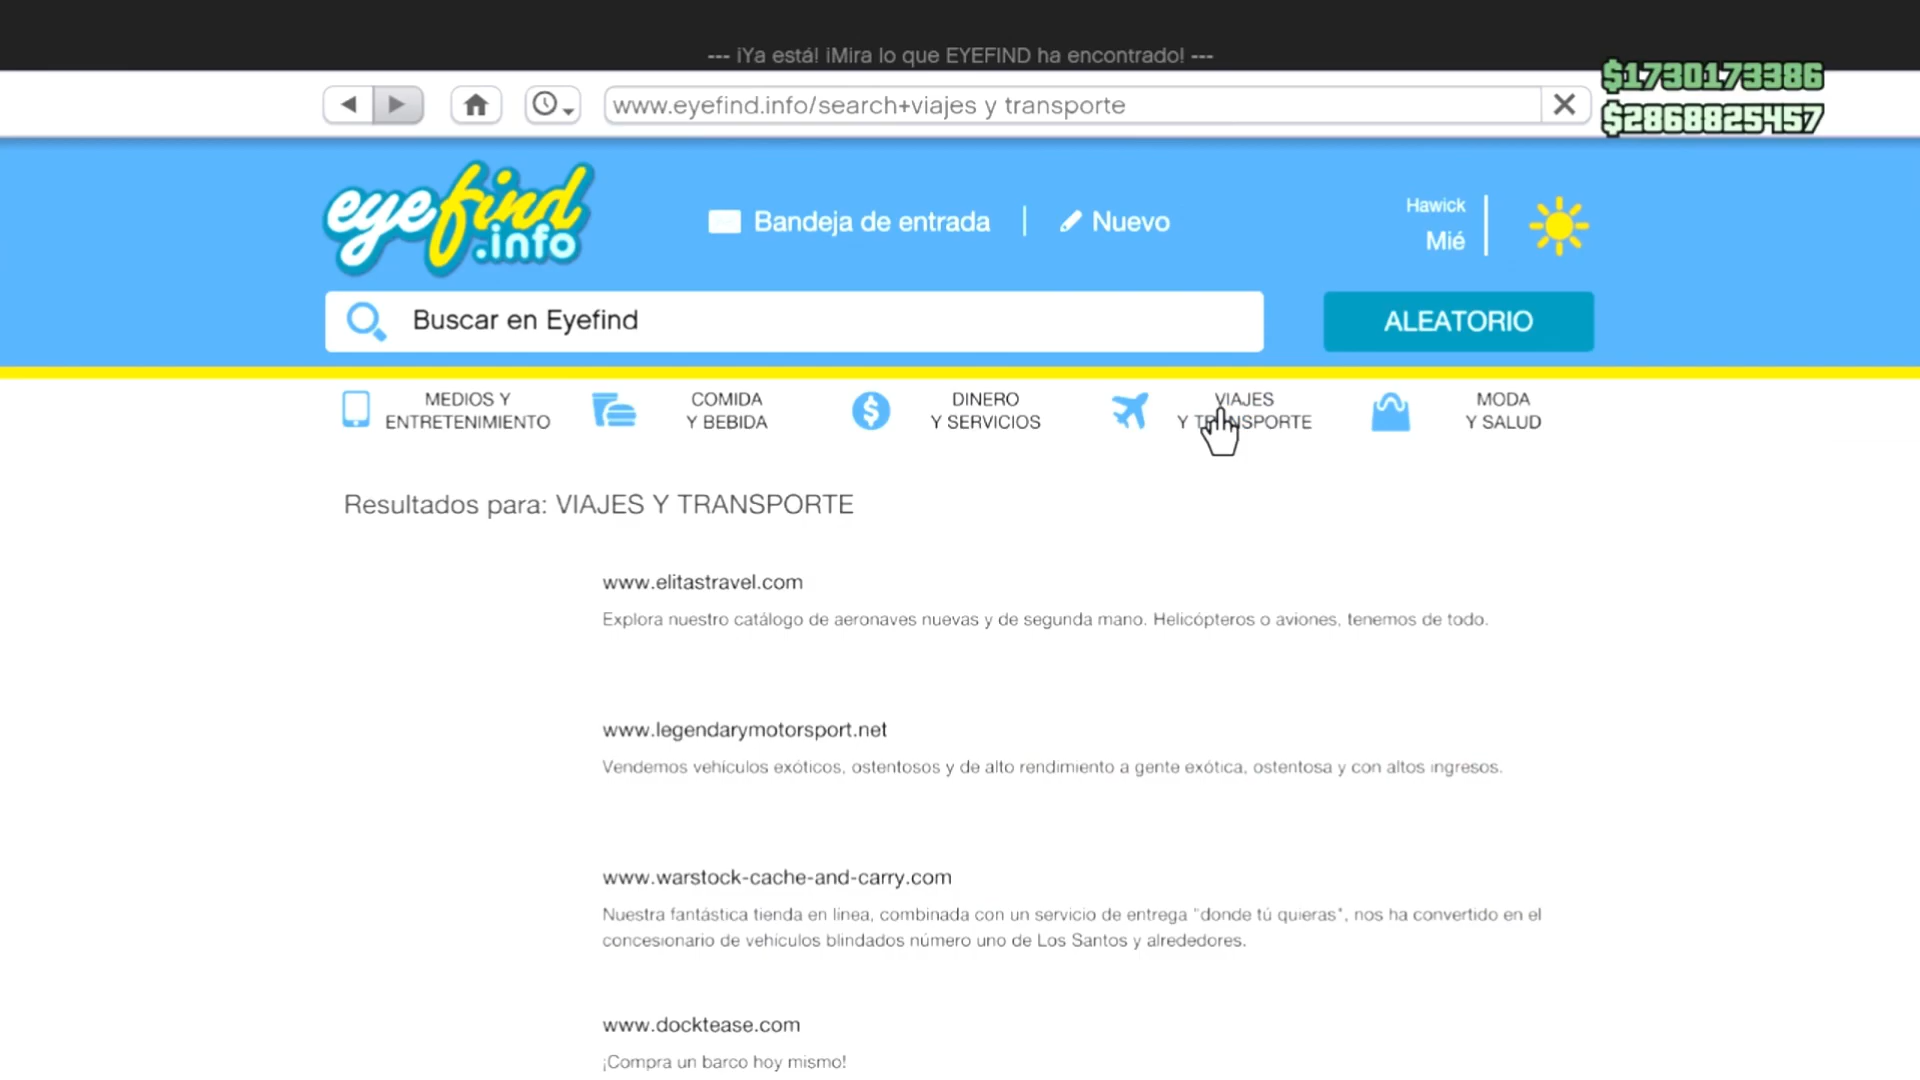 --- ¡Ya está! ¡Mira lo que EYEFIND ha encontrado! ---
$1730173386
www.eyefind.info/search+viajes y transporte
$2868825457
eyefind.info
Bandeja de entrada
Nuevo
Hawick
Mié
Buscar en Eyefind
ALEATORIO
MEDIOS Y
ENTRETENIMIENTO
COMIDA
Y BEBIDA
DINERO
Y SERVICIOS
VIAJES
Y TRANSPORTE
MODA
Y SALUD
Resultados para: VIAJES Y TRANSPORTE
www.elitastravel.com
Explora nuestro catálogo de aeronaves nuevas y de segunda mano. Helicópteros o aviones, tenemos de todo.
www.legendarymotorsport.net
Vendemos vehículos exóticos, ostentosos y de alto rendimiento a gente exótica, ostentosa y con altos ingresos.
www.warstock-cache-and-carry.com
Nuestra fantástica tienda en línea, combinada con un servicio de entrega "donde tú quieras", nos ha convertido en el
concesionario de vehículos blindados número uno de Los Santos y alrededores.
www.docktease.com
¡Compra un barco hoy mismo!